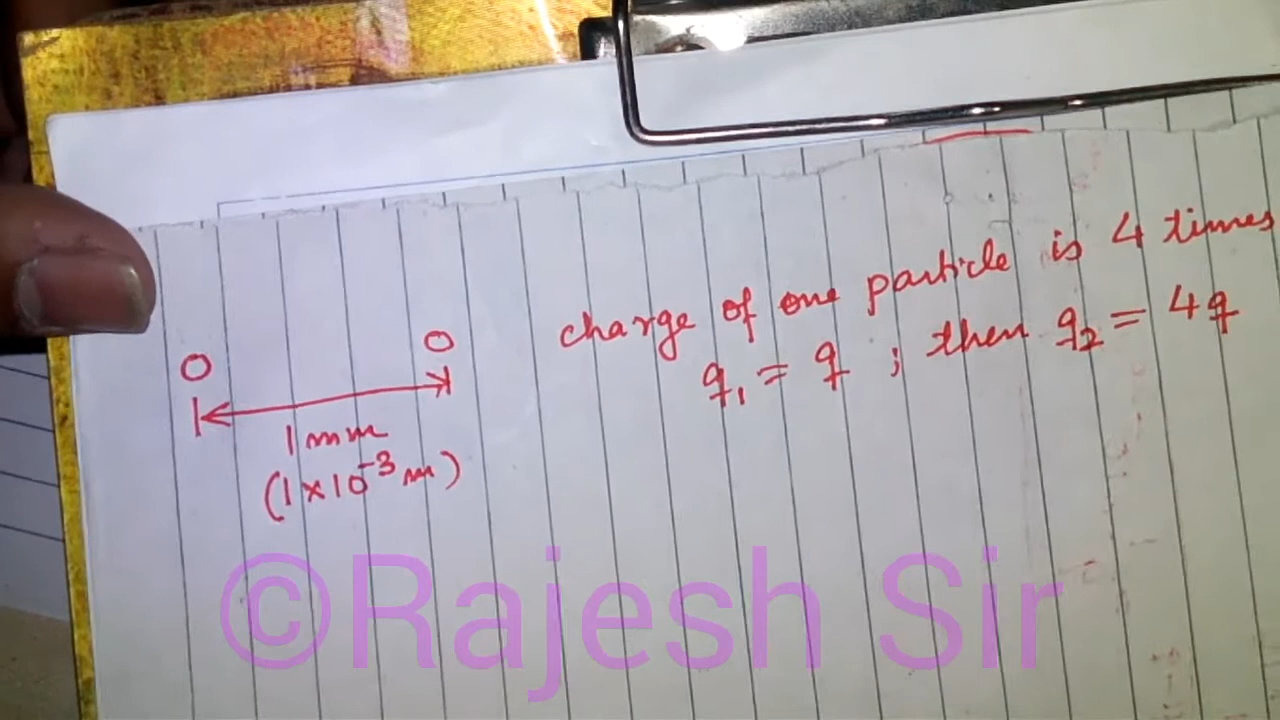 charge of one particle is 4 times
q₁ = q ; then q₂ = 4q
1mm
(1×10⁻³m)
©Rajesh Sir